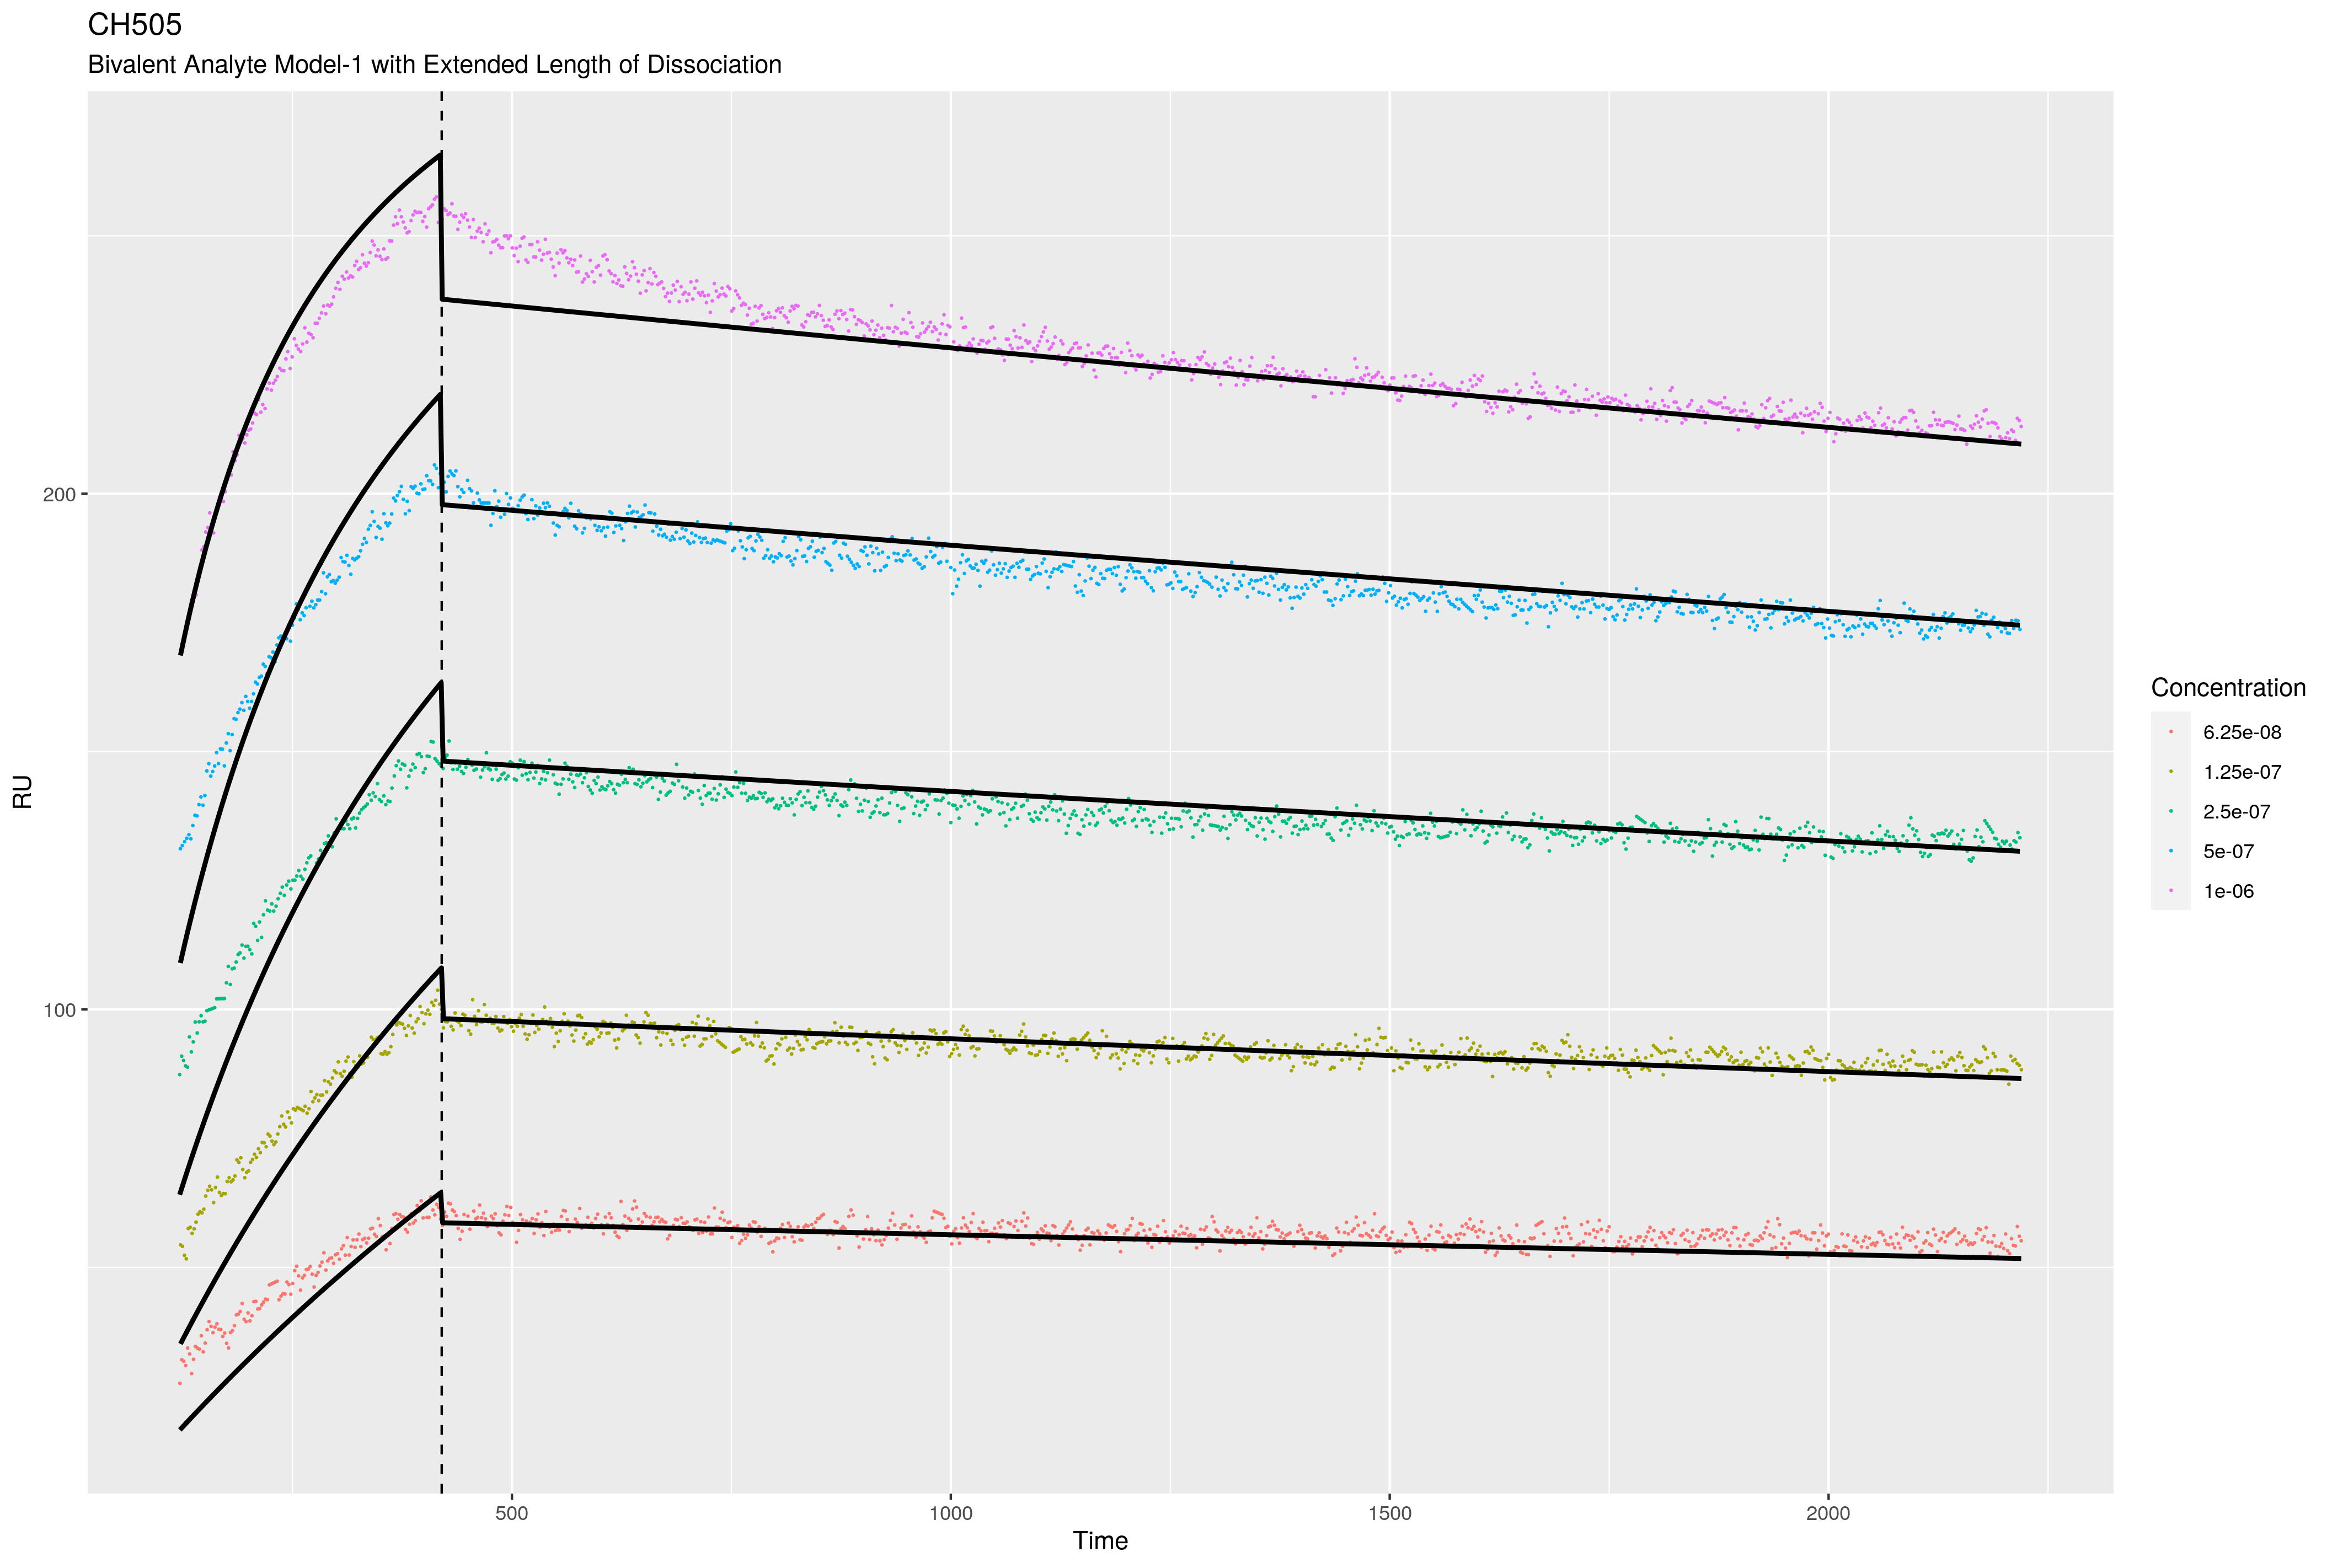 CH505
Bivalent Analyte Model-1 with Extended Length of Dissociation
RU
200
100
500
1000
1500
2000
Time
Concentration
6.25e-08
1.25e-07
2.5e-07
5e-07
1e-06